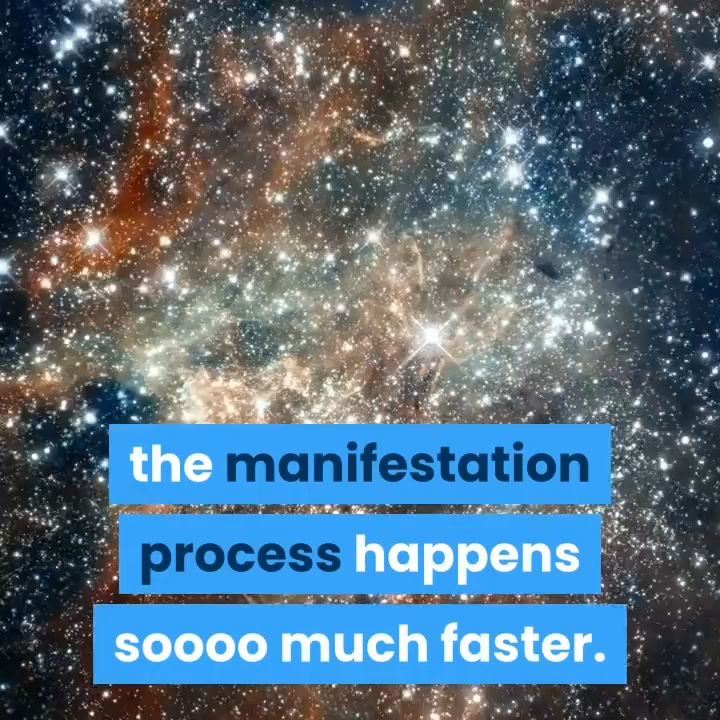 the manifestation
process happens
soooo much faster.